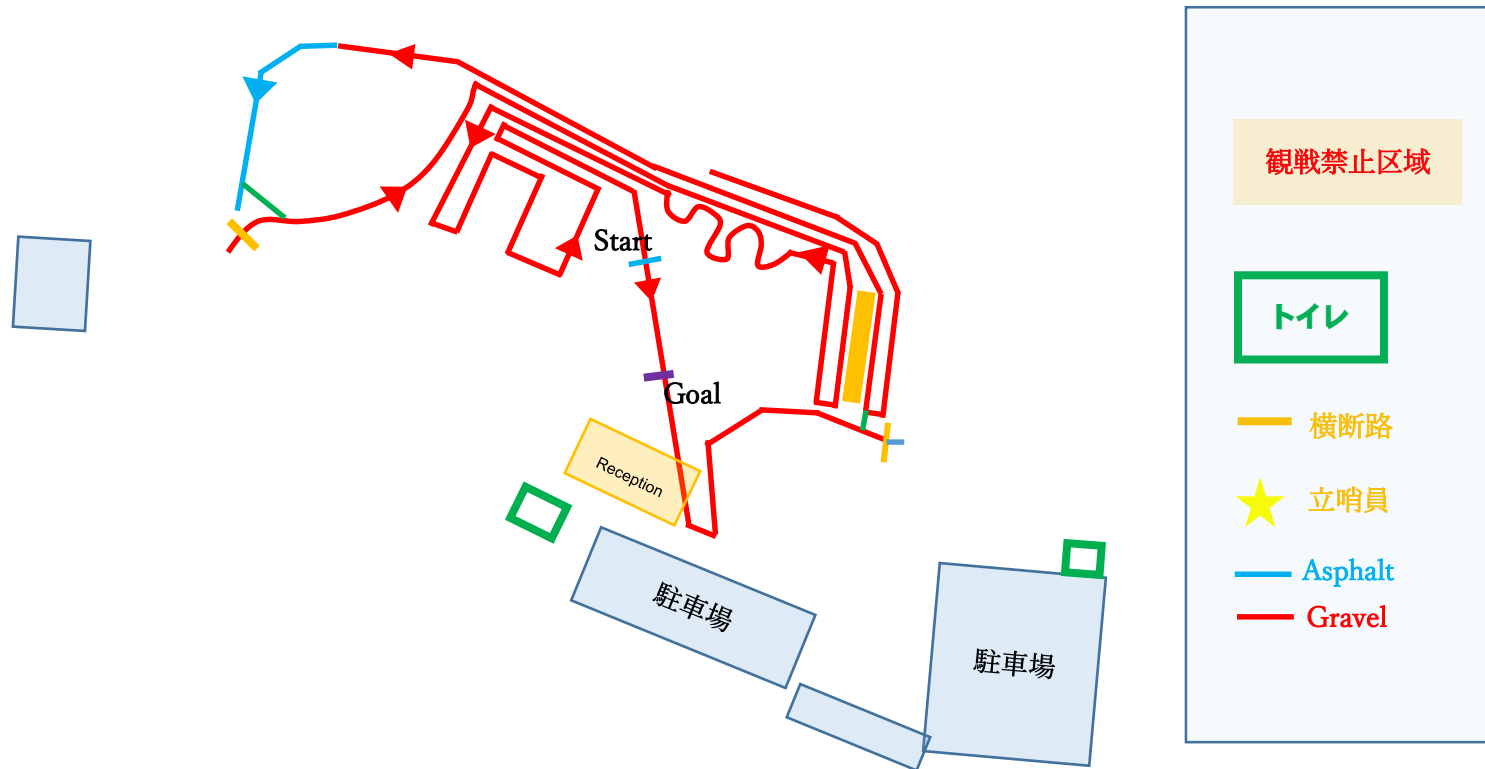 Start
Goal
Reception
駐車場
駐車場
観戦禁止区域
トイレ
横断路
立哨員
Asphalt
Gravel